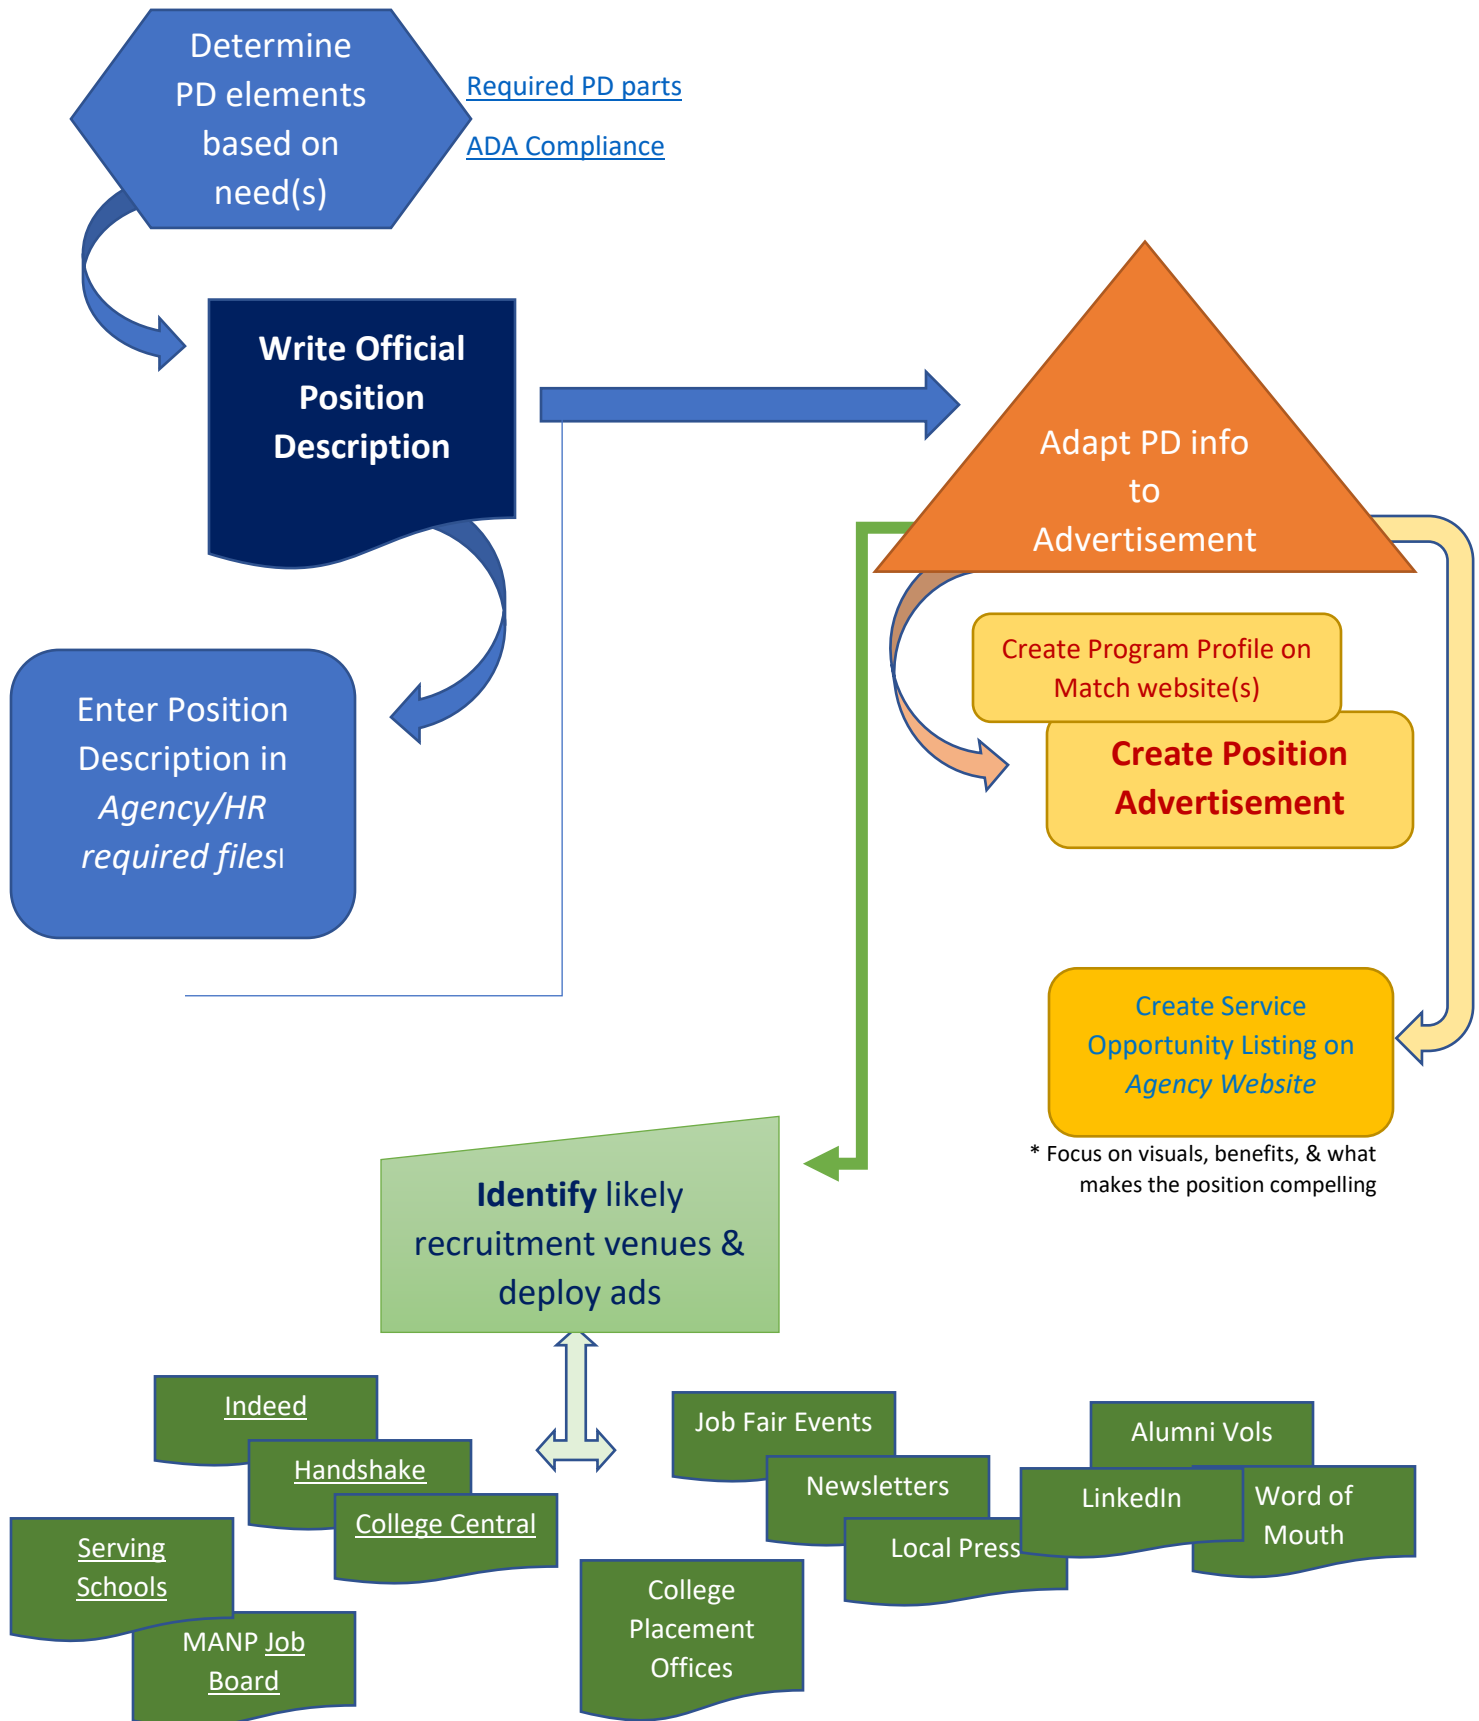 Determine
PD elements
based on
need(s)
Required PD parts
ADA Compliance
Write Official
Position
Description
Adapt PD info
to
Advertisement
Enter Position
Description in
Agency/HR
required files
Create Program Profile on
Match website(s)
Create Position
Advertisement
Create Service
Opportunity Listing on
Agency Website
* Focus on visuals, benefits, & what
makes the position compelling
Identify likely
recruitment venues &
deploy ads
Indeed
Handshake
College Central
Serving
Schools
MANP Job
Board
Job Fair Events
Newsletters
Local Press
College
Placement
Offices
Alumni Vols
LinkedIn
Word of
Mouth